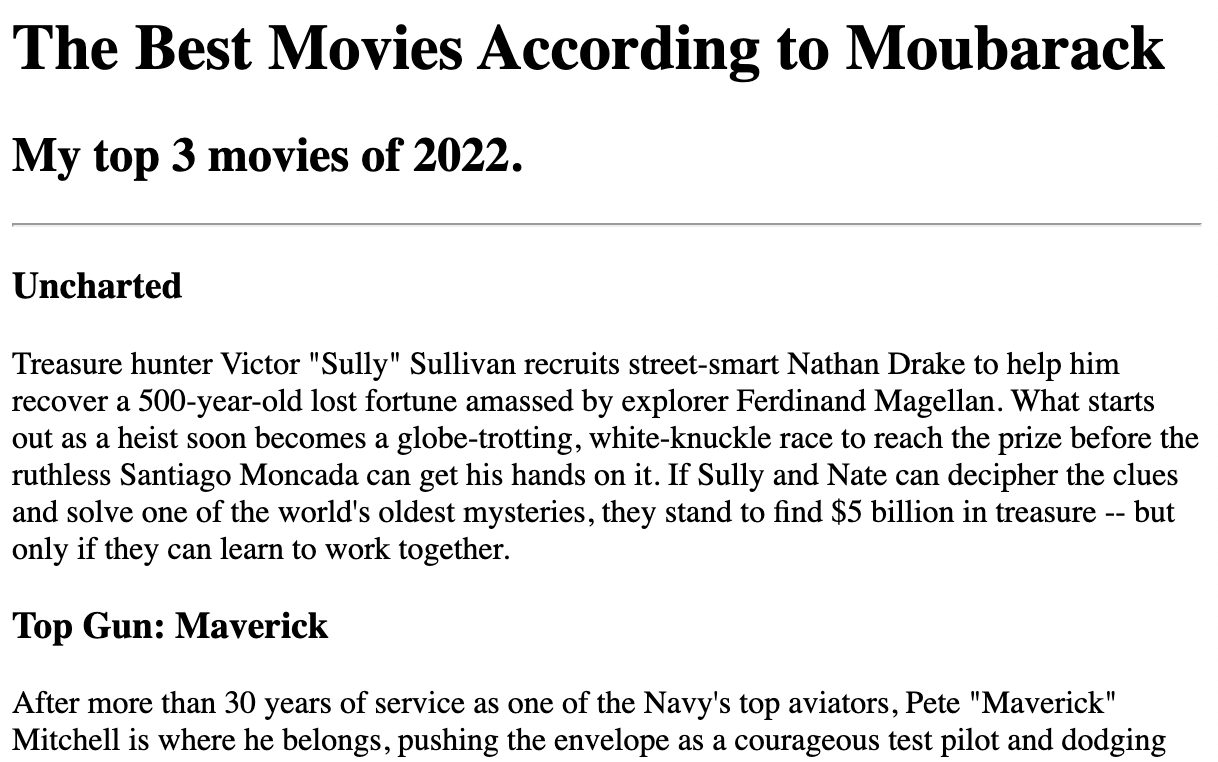 The Best Movies According to Moubarack
My top 3 movies of 2022.
Uncharted
Treasure hunter Victor "Sully" Sullivan recruits street-smart Nathan Drake to help him
recover a 500-year-old lost fortune amassed by explorer Ferdinand Magellan. What starts
out as a heist soon becomes a globe-trotting, white-knuckle race to reach the prize before the
ruthless Santiago Moncada can get his hands on it. If Sully and Nate can decipher the clues
and solve one of the world's oldest mysteries, they stand to find $5 billion in treasure -- but
only if they can learn to work together.
Top Gun: Maverick
After more than 30 years of service as one of the Navy's top aviators, Pete "Maverick"
Mitchell is where he belongs, pushing the envelope as a courageous test pilot and dodging